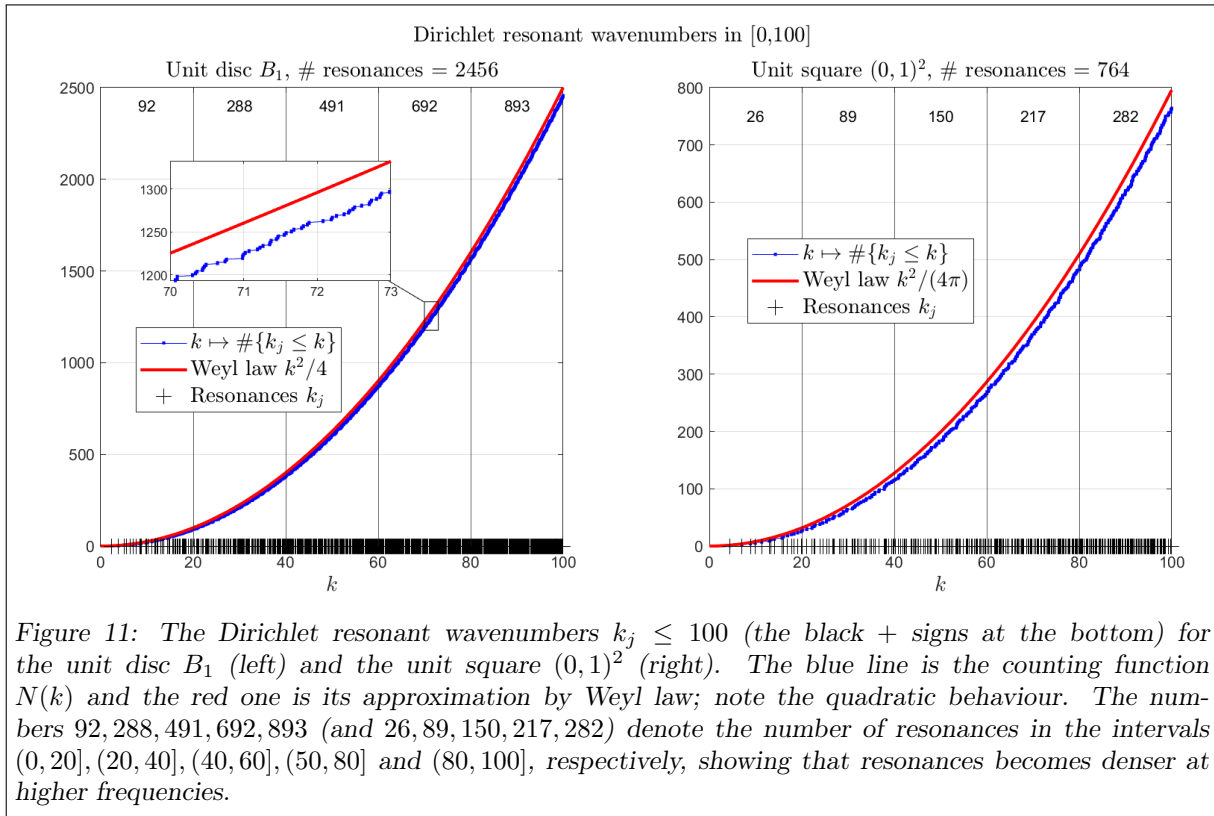 Dirichlet resonant wavenumbers in [0,100]
Unit disc B₁, # resonances = 2456
2500
2000
1500
1000
500
0
92 288 491 692 893
1300
1250
1200
70 71 72 73
k ↦ #{k_j ≤ k}
Weyl law k²/4
Resonances k_j
0 20 40 60 80 100
k
Unit square (0, 1)², # resonances = 764
800
700
600
500
400
300
200
100
0
26 89 150 217 282
k ↦ #{k_j ≤ k}
Weyl law k²/(4π)
Resonances k_j
0 20 40 60 80 100
k
Figure 11: The Dirichlet resonant wavenumbers k_j ≤ 100 (the black + signs at the bottom) for
the unit disc B₁ (left) and the unit square (0, 1)² (right). The blue line is the counting function
N(k) and the red one is its approximation by Weyl law; note the quadratic behaviour. The num-
bers 92, 288, 491, 692, 893 (and 26, 89, 150, 217, 282) denote the number of resonances in the intervals
(0, 20], (20, 40], (40, 60], (50, 80] and (80, 100], respectively, showing that resonances becomes denser at
higher frequencies.